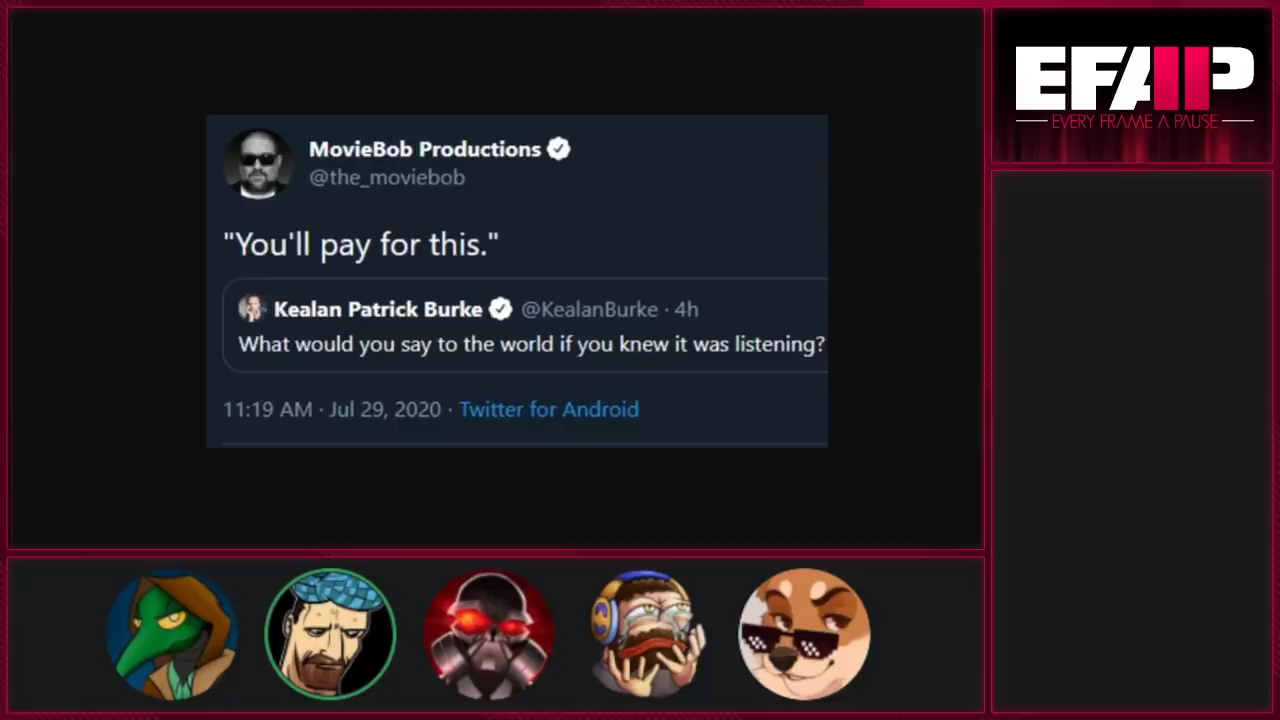 EFAP
EVERY FRAME A PAUSE
MovieBob Productions
@the_moviebob
"You'll pay for this."
Kealan Patrick Burke @KealanBurke · 4h
What would you say to the world if you knew it was listening?
11:19 AM · Jul 29, 2020 · Twitter for Android